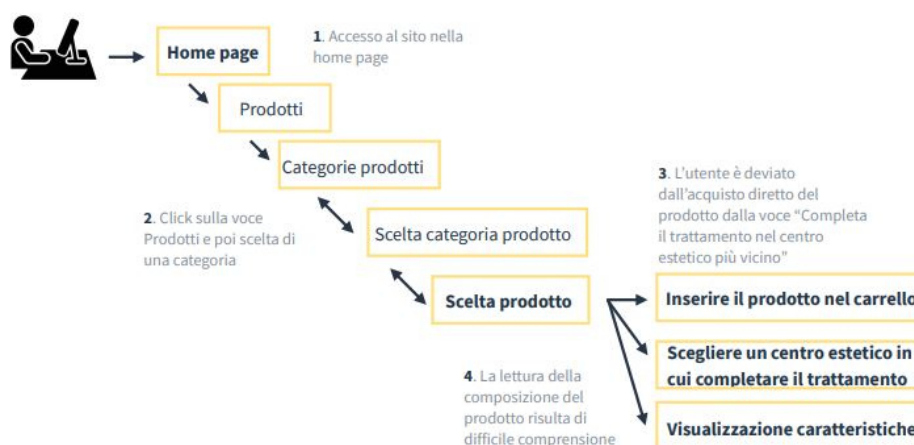 Home page
1. Accesso al sito nella
home page
Prodotti
Categorie prodotti
2. Click sulla voce
Prodotti e poi scelta di
una categoria
Scelta categoria prodotto
3. L'utente è deviato
dall'acquisto diretto del
prodotto dalla voce “Completa
il trattamento nel centro
estetico più vicino”
Scelta prodotto
Inserire il prodotto nel carrello
Scegliere un centro estetico in
cui completare il trattamento
4. La lettura della
composizione del
prodotto risulta di
difficile comprensione
Visualizzazione caratteristiche